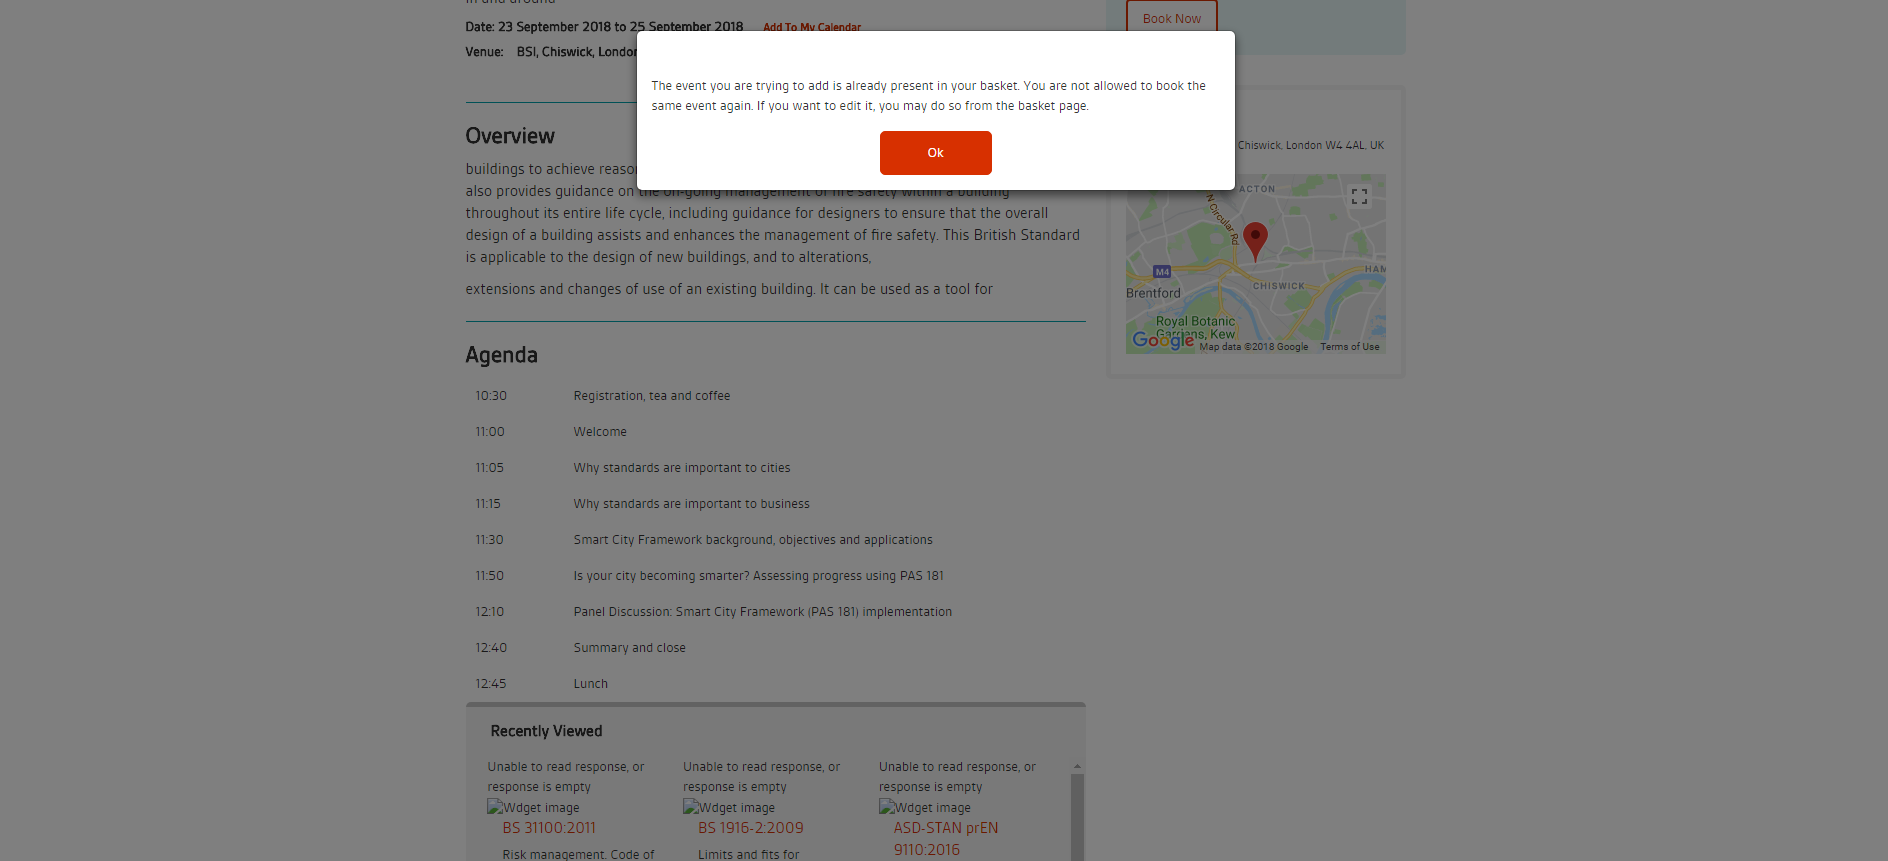 Date: 23 September 2018 to 25 September 2018 Add To My Calendar
Venue: BSI, Chiswick, London
Book Now
The event you are trying to add is already present in your basket. You are not allowed to book the
same event again. If you want to edit it, you may do so from the basket page.
Ok
Overview
buildings to achieve
also provides guidance on the on-going management of fire safety within a building
throughout its entire life cycle, including guidance for designers to ensure that the overall
design of a building assists and enhances the management of fire safety. This British Standard
is applicable to the design of new buildings, and to alterations,
extensions and changes of use of an existing building. It can be used as a tool for
Agenda
10:30 Registration, tea and coffee
11:00 Welcome
11:05 Why standards are important to cities
11:15 Why standards are important to business
11:30 Smart City Framework background, objectives and applications
11:50 Is your city becoming smarter? Assessing progress using PAS 181
12:10 Panel Discussion: Smart City Framework (PAS 181) implementation
12:40 Summary and close
12:45 Lunch
Chiswick, London W4 4AL, UK
ACTON
N Circular Rd
M4
HAM
Brentford
CHISWICK
Royal Botanic
Gardens, Kew
Google
Map data ©2018 Google Terms of Use
Recently Viewed
Unable to read response, or
response is empty
Wdget image
BS 31100:2011
Risk management. Code of
Unable to read response, or
response is empty
Wdget image
BS 1916-2:2009
Limits and fits for
Unable to read response, or
response is empty
Wdget image
ASD-STAN prEN
9110:2016